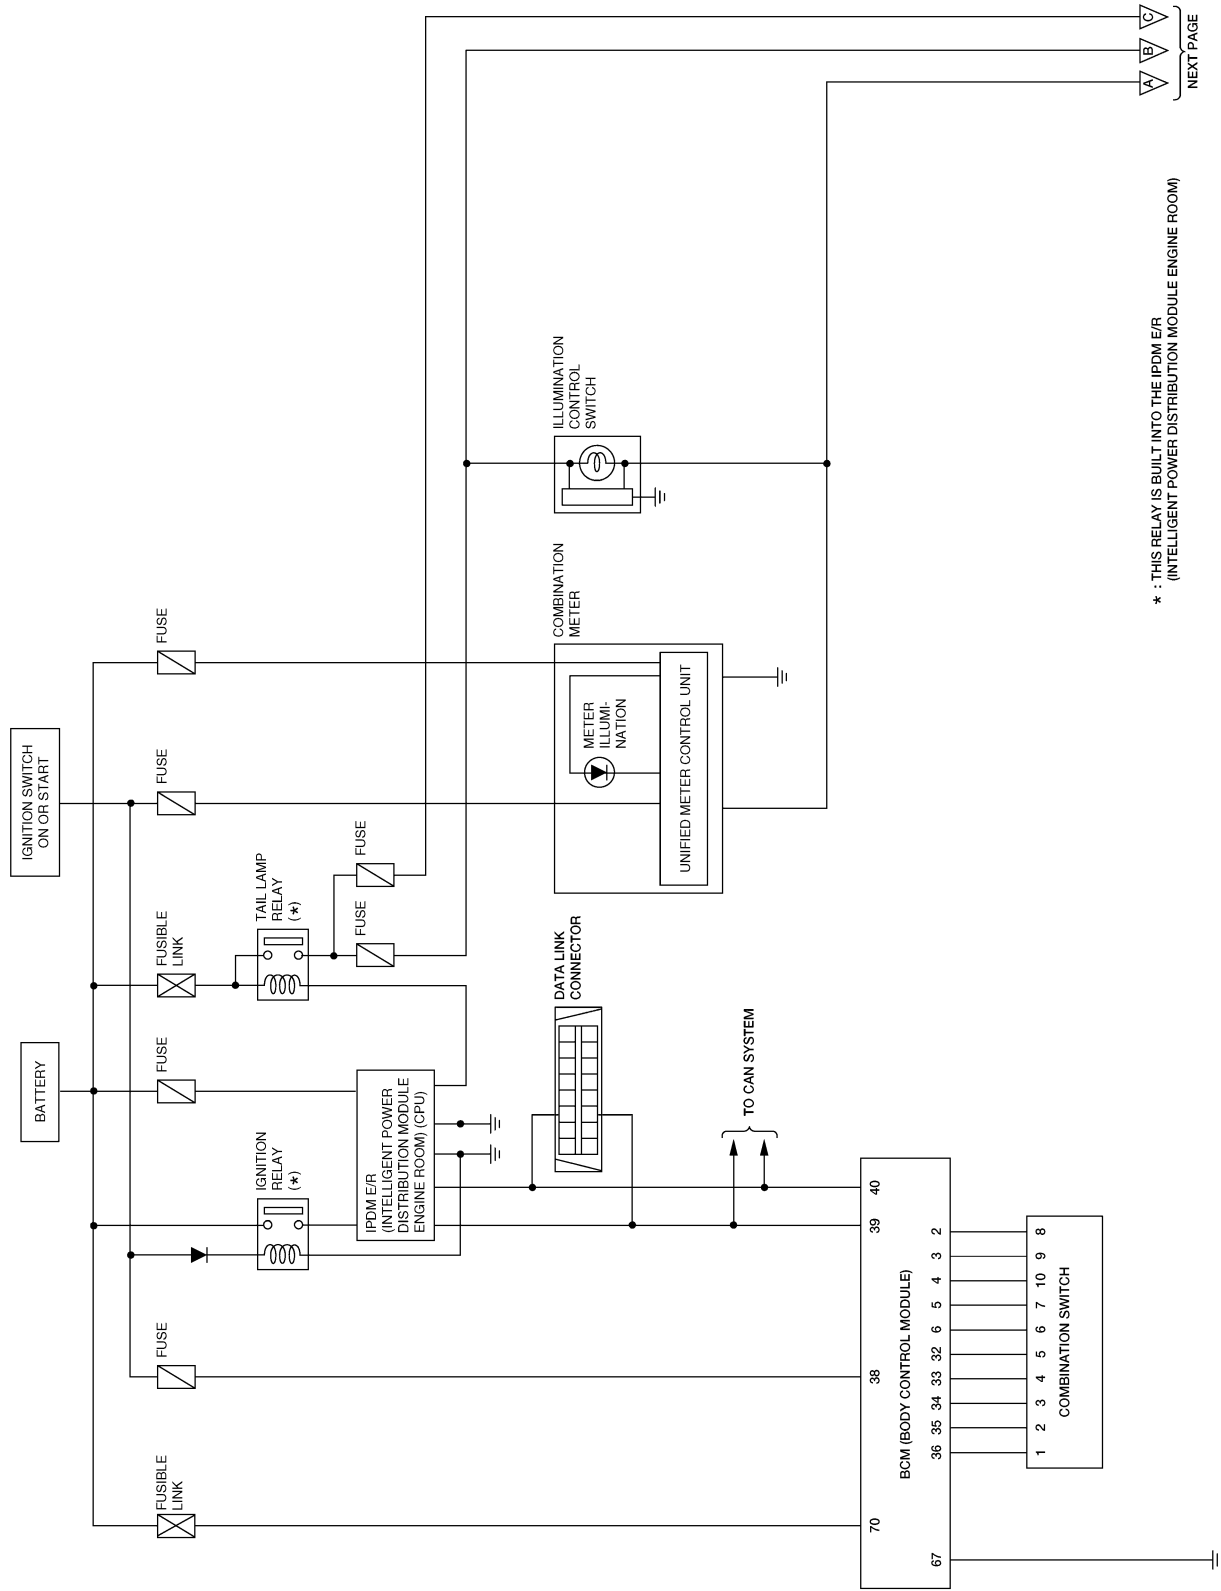 BATTERY
IGNITION SWITCH
ON OR START
FUSIBLE
LINK
FUSE
IGNITION
RELAY
(*)
FUSE
FUSIBLE
LINK
TAIL LAMP
RELAY
(*)
FUSE
FUSE
FUSE
FUSE
IPDM E/R
(INTELLIGENT POWER
DISTRIBUTION MODULE
ENGINE ROOM) (CPU)
DATA LINK
CONNECTOR
COMBINATION
METER
METER
ILLUMI-
NATION
UNIFIED METER CONTROL UNIT
ILLUMINATION
CONTROL
SWITCH
TO CAN SYSTEM
70
38
39
40
BCM (BODY CONTROL MODULE)
67
36
35
34
33
32
6
5
4
3
2
1
2
3
4
5
6
7
10
9
8
COMBINATION SWITCH
C
B
A
NEXT PAGE
* : THIS RELAY IS BUILT INTO THE IPDM E/R
(INTELLIGENT POWER DISTRIBUTION MODULE ENGINE ROOM)